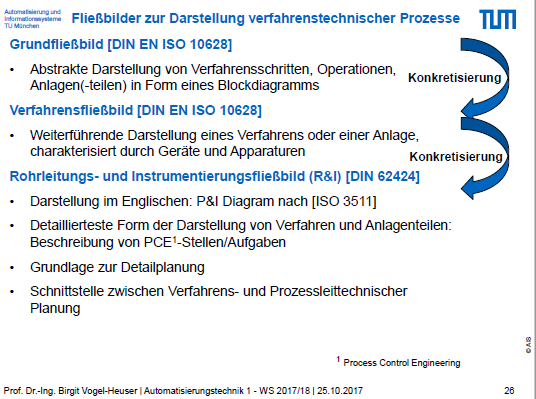 Automatisierung und
Informationssysteme
TU München
Fließbilder zur Darstellung verfahrenstechnischer Prozesse
TUM
Grundfließbild [DIN EN ISO 10628]
• Abstrakte Darstellung von Verfahrensschritten, Operationen,
Anlagen(-teilen) in Form eines Blockdiagramms
Konkretisierung
Verfahrensfließbild [DIN EN ISO 10628]
• Weiterführende Darstellung eines Verfahrens oder einer Anlage,
charakterisiert durch Geräte und Apparaturen
Konkretisierung
Rohrleitungs- und Instrumentierungsfließbild (R&I) [DIN 62424]
• Darstellung im Englischen: P&I Diagram nach [ISO 3511]
• Detaillierteste Form der Darstellung von Verfahren und Anlagenteilen:
Beschreibung von PCE¹-Stellen/Aufgaben
• Grundlage zur Detailplanung
• Schnittstelle zwischen Verfahrens- und Prozessleittechnischer
Planung
© AIS
¹ Process Control Engineering
Prof. Dr.-Ing. Birgit Vogel-Heuser | Automatisierungstechnik 1 - WS 2017/18 | 25.10.2017
26